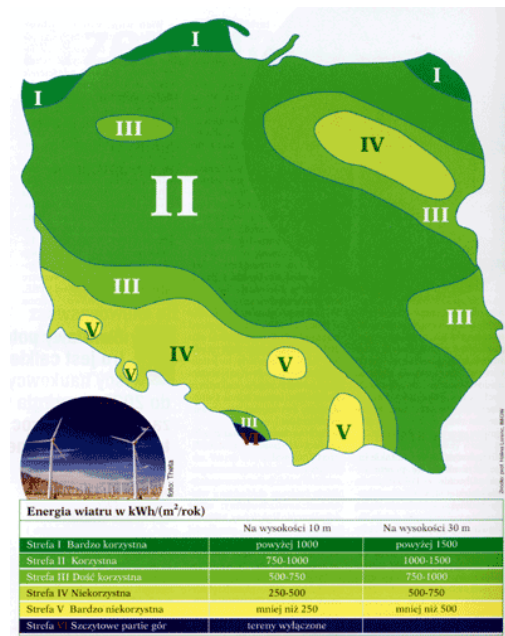 I
I
I
III
IV
II
III
III
III
V
IV
V
V
III
VI
V
foto: Theta
Energia wiatru w kWh/(m²/rok)
Na wysokości 10 m Na wysokości 30 m
Strefa I Bardzo korzystna powyżej 1000 powyżej 1500
Strefa II Korzystna 750-1000 1000-1500
Strefa III Dość korzystna 500-750 750-1000
Strefa IV Niekorzystna 250-500 500-750
Strefa V Bardzo niekorzystna mniej niż 250 mniej niż 500
Strefa VI Szczytowe partie gór tereny wyłączone